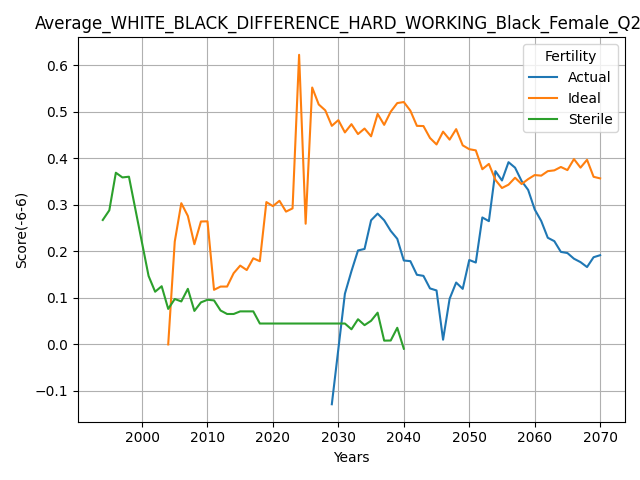 Average_WHITE_BLACK_DIFFERENCE_HARD_WORKING_Black_Female_Q2
Fertility
Actual
Ideal
Sterile
Score(-6-6)
0.6
0.5
0.4
0.3
0.2
0.1
0.0
−0.1
2000 2010 2020 2030 2040 2050 2060 2070
Years